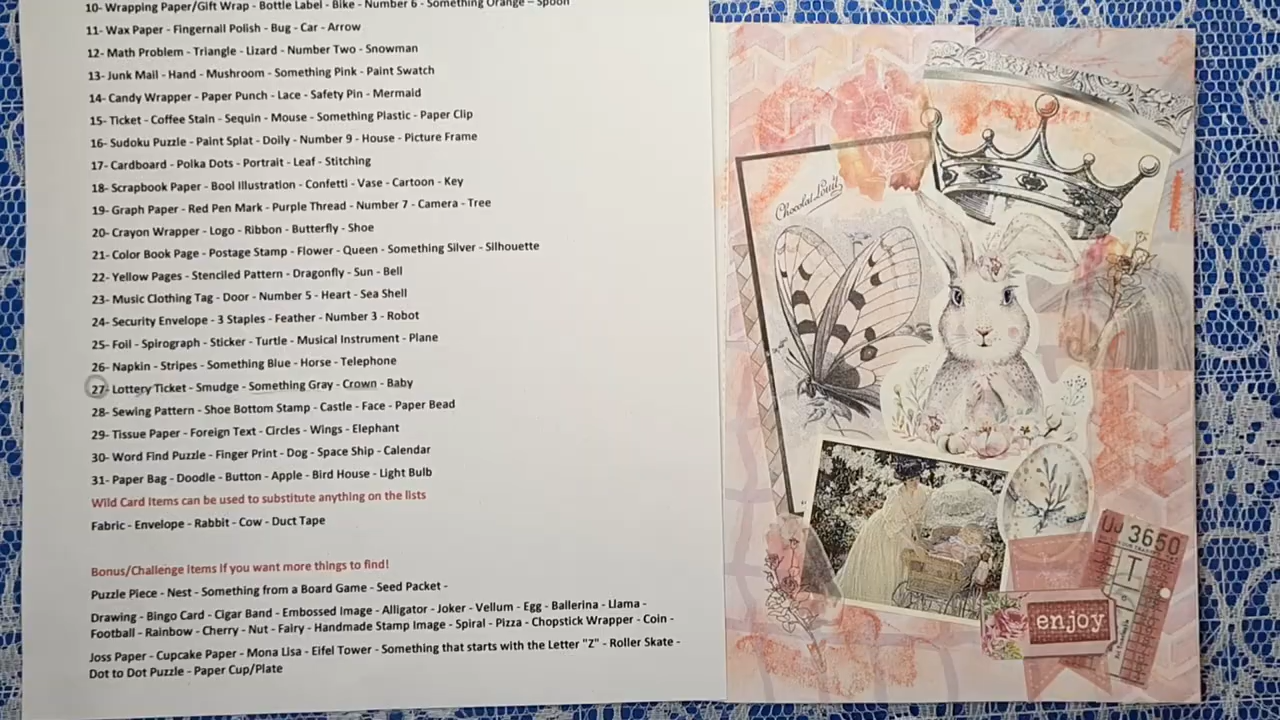 10- Wrapping Paper/Gift Wrap - Bottle Label - Bike - Number 6 - Something Orange – Spoon
11- Wax Paper - Fingernail Polish - Bug - Car - Arrow
12- Math Problem - Triangle - Lizard - Number Two - Snowman
13- Junk Mail - Hand - Mushroom - Something Pink - Paint Swatch
14- Candy Wrapper - Paper Punch - Lace - Safety Pin - Mermaid
15- Ticket - Coffee Stain - Sequin - Mouse - Something Plastic - Paper Clip
16- Sudoku Puzzle - Paint Splat - Doily - Number 9 - House - Picture Frame
17- Cardboard - Polka Dots - Portrait - Leaf - Stitching
18- Scrapbook Paper - Bool Illustration - Confetti - Vase - Cartoon - Key
19- Graph Paper - Red Pen Mark - Purple Thread - Number 7 - Camera - Tree
20- Crayon Wrapper - Logo - Ribbon - Butterfly - Shoe
21- Color Book Page - Postage Stamp - Flower - Queen - Something Silver - Silhouette
22- Yellow Pages - Stenciled Pattern - Dragonfly - Sun - Bell
23- Music Clothing Tag - Door - Number 5 - Heart - Sea Shell
24- Security Envelope - 3 Staples - Feather - Number 3 - Robot
25- Foil - Spirograph - Sticker - Turtle - Musical Instrument - Plane
26- Napkin - Stripes - Something Blue - Horse - Telephone
27- Lottery Ticket - Smudge - Something Gray - Crown - Baby
28- Sewing Pattern - Shoe Bottom Stamp - Castle - Face - Paper Bead
29- Tissue Paper - Foreign Text - Circles - Wings - Elephant
30- Word Find Puzzle - Finger Print - Dog - Space Ship - Calendar
31- Paper Bag - Doodle - Button - Apple - Bird House - Light Bulb
Wild Card Items can be used to substitute anything on the lists
Fabric - Envelope - Rabbit - Cow - Duct Tape
Bonus/Challenge items if you want more things to find!
Puzzle Piece - Nest - Something from a Board Game - Seed Packet -
Drawing - Bingo Card - Cigar Band - Embossed Image - Alligator - Joker - Vellum - Egg - Ballerina - Llama -
Football - Rainbow - Cherry - Nut - Fairy - Handmade Stamp Image - Spiral - Pizza - Chopstick Wrapper - Coin -
Joss Paper - Cupcake Paper - Mona Lisa - Eifel Tower - Something that starts with the Letter "Z" - Roller Skate -
Dot to Dot Puzzle - Paper Cup/Plate
Chocolat Louit
UJ 3650
T
enjoy